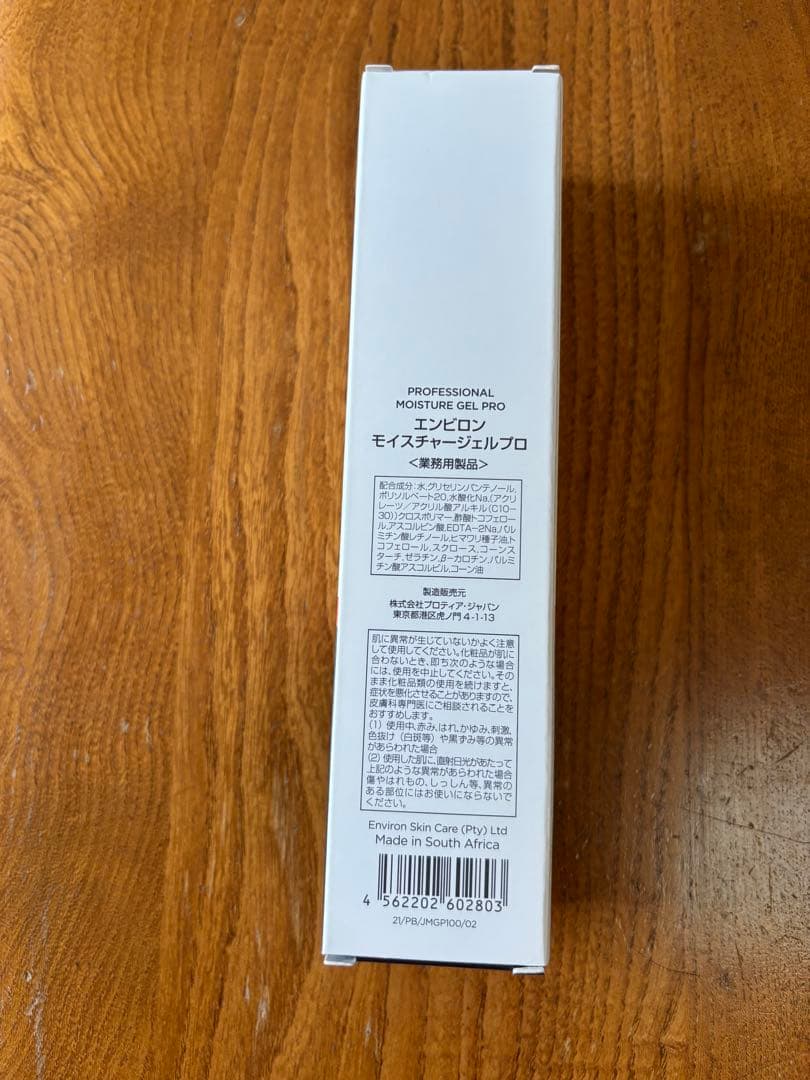 PROFESSIONAL
MOISTURE GEL PRO
エンビロン
モイスチャージェルプロ
＜業務用製品＞
配合成分：水,グリセリン,パンテノール,
ポリソルベート20,水酸化Na,(アクリ
レーツ／アクリル酸アルキル(C10－
30))クロスポリマー,酢酸トコフェロー
ル,アスコルビン酸,EDTA－2Na,パル
ミチン酸レチノール,ヒマワリ種子油,ト
コフェロール,スクロース,コーンス
ターチ,ゼラチン,β－カロチン,パルミ
チン酸アスコルビル,コーン油
製造販売元
株式会社プロティア・ジャパン
東京都港区虎ノ門 4-1-13
肌に異常が生じていないかよく注意
して使用してください。化粧品が肌に
合わないとき、即ち次のような場合
には、使用を中止してください。その
まま化粧品類の使用を続けますと、
症状を悪化させることがありますので、
皮膚科専門医にご相談されることを
おすすめします。
(1) 使用中、赤み、はれ、かゆみ、刺激、
色抜け（白斑等）や黒ずみ等の異常
があらわれた場合
(2) 使用した肌に、直射日光があたって
上記のような異常があらわれた場合
傷やはれもの、しっしん等、異常の
ある部位にはお使いにならないで
ください。
Environ Skin Care (Pty) Ltd
Made in South Africa
4 562202 602803
21/PB/JMGP100/02